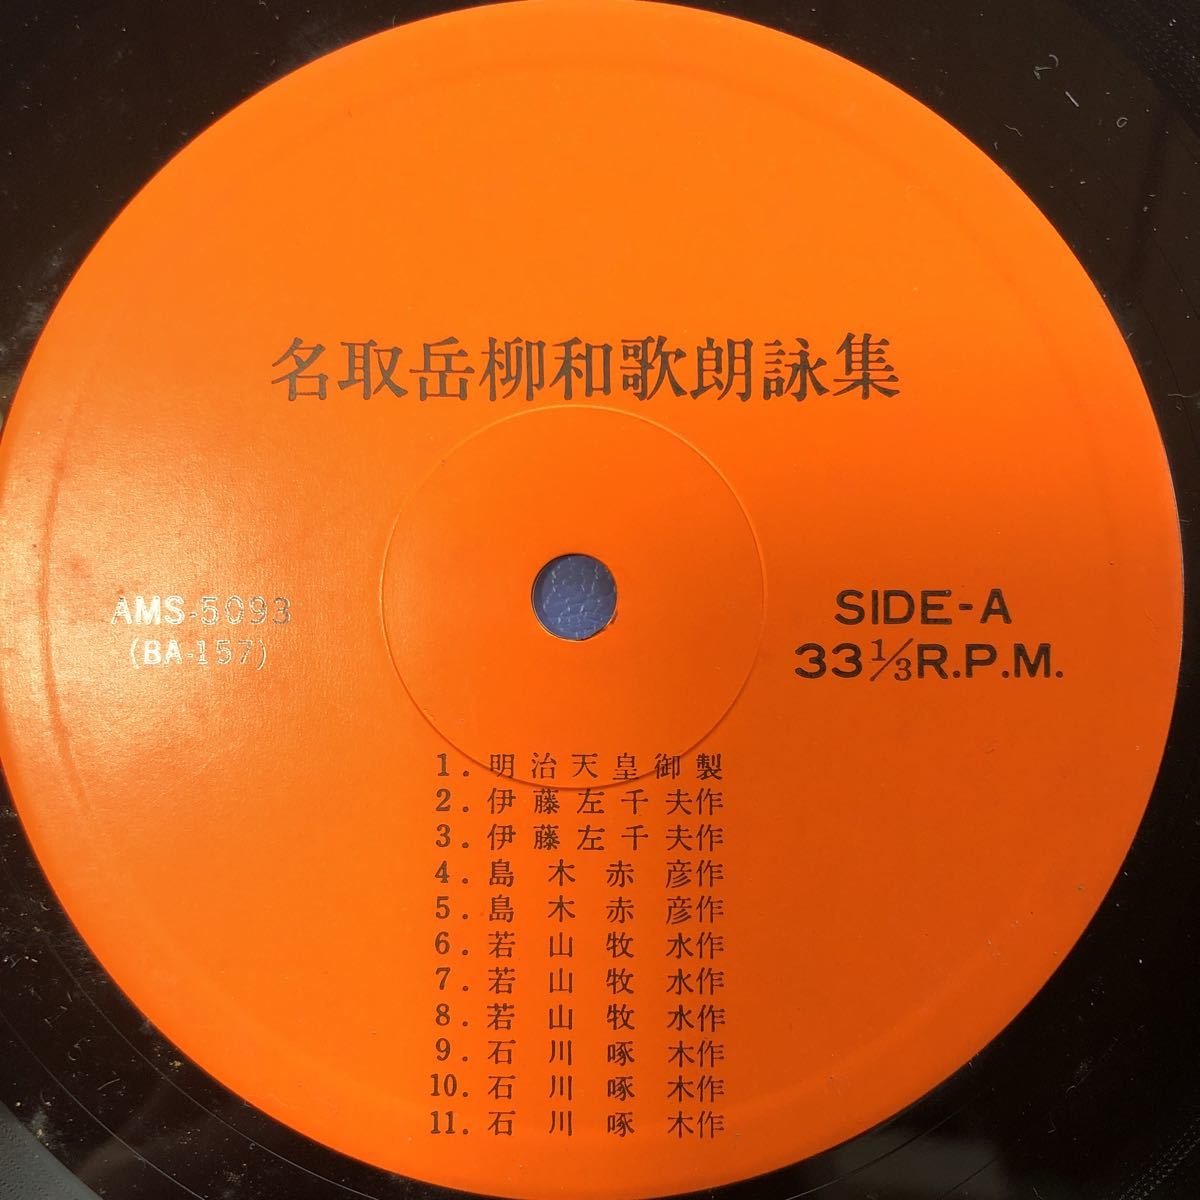 名取岳柳和歌朗詠集
AMS-5093
(BA-157)
SIDE-A
33 1/3 R.P.M.
1. 明治天皇御製
2. 伊藤左千夫作
3. 伊藤左千夫作
4. 島木赤彦作
5. 島木赤彦作
6. 若山牧水作
7. 若山牧水作
8. 若山牧水作
9. 石川啄木作
10. 石川啄木作
11. 石川啄木作